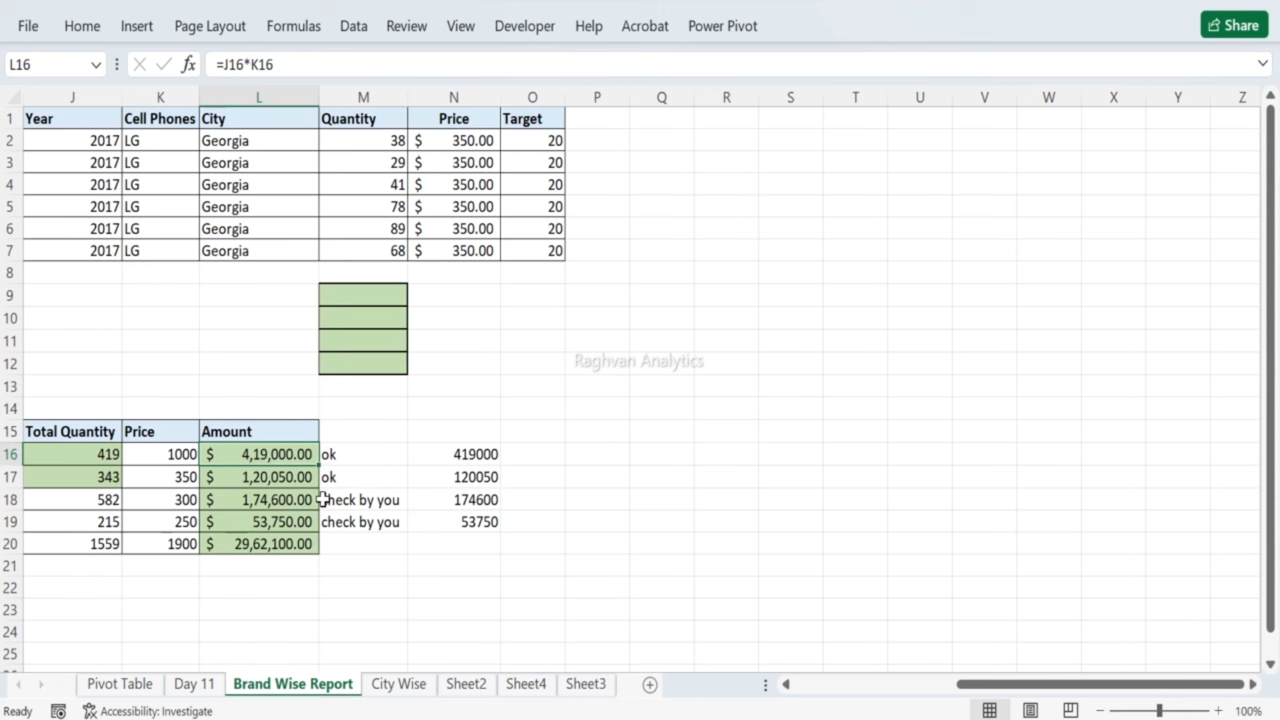 File Home Insert Page Layout Formulas Data Review View Developer Help Acrobat Power Pivot Share
L16 fx =J16*K16
J K L M N O P Q R S T U V W X Y Z
1 Year Cell Phones City Quantity Price Target
2 2017 LG Georgia 38 $ 350.00 20
3 2017 LG Georgia 29 $ 350.00 20
4 2017 LG Georgia 41 $ 350.00 20
5 2017 LG Georgia 78 $ 350.00 20
6 2017 LG Georgia 89 $ 350.00 20
7 2017 LG Georgia 68 $ 350.00 20
8
9
10
11
12 Raghvan Analytics
13
14
15 Total Quantity Price Amount
16 419 1000 $ 4,19,000.00 ok 419000
17 343 350 $ 1,20,050.00 ok 120050
18 582 300 $ 1,74,600.00 check by you 174600
19 215 250 $ 53,750.00 check by you 53750
20 1559 1900 $ 29,62,100.00
21
22
23
24
25
Pivot Table Day 11 Brand Wise Report City Wise Sheet2 Sheet4 Sheet3
Ready Accessibility: Investigate 100%